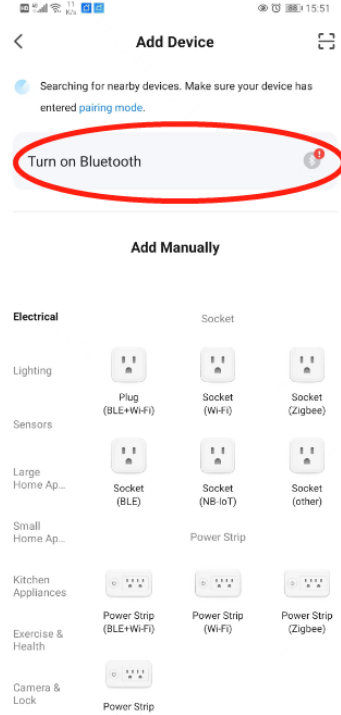 11
K/s
15:51
Add Device
Searching for nearby devices. Make sure your device has
entered pairing mode.
Turn on Bluetooth
Add Manually
Electrical
Socket
Lighting
Plug
(BLE+Wi-Fi)
Socket
(Wi-Fi)
Socket
(Zigbee)
Sensors
Large
Home Ap...
Socket
(BLE)
Socket
(NB-IoT)
Socket
(other)
Small
Home Ap...
Power Strip
Kitchen
Appliances
Power Strip
(BLE+Wi-Fi)
Power Strip
(Wi-Fi)
Power Strip
(Zigbee)
Exercise &
Health
Camera &
Lock
Power Strip